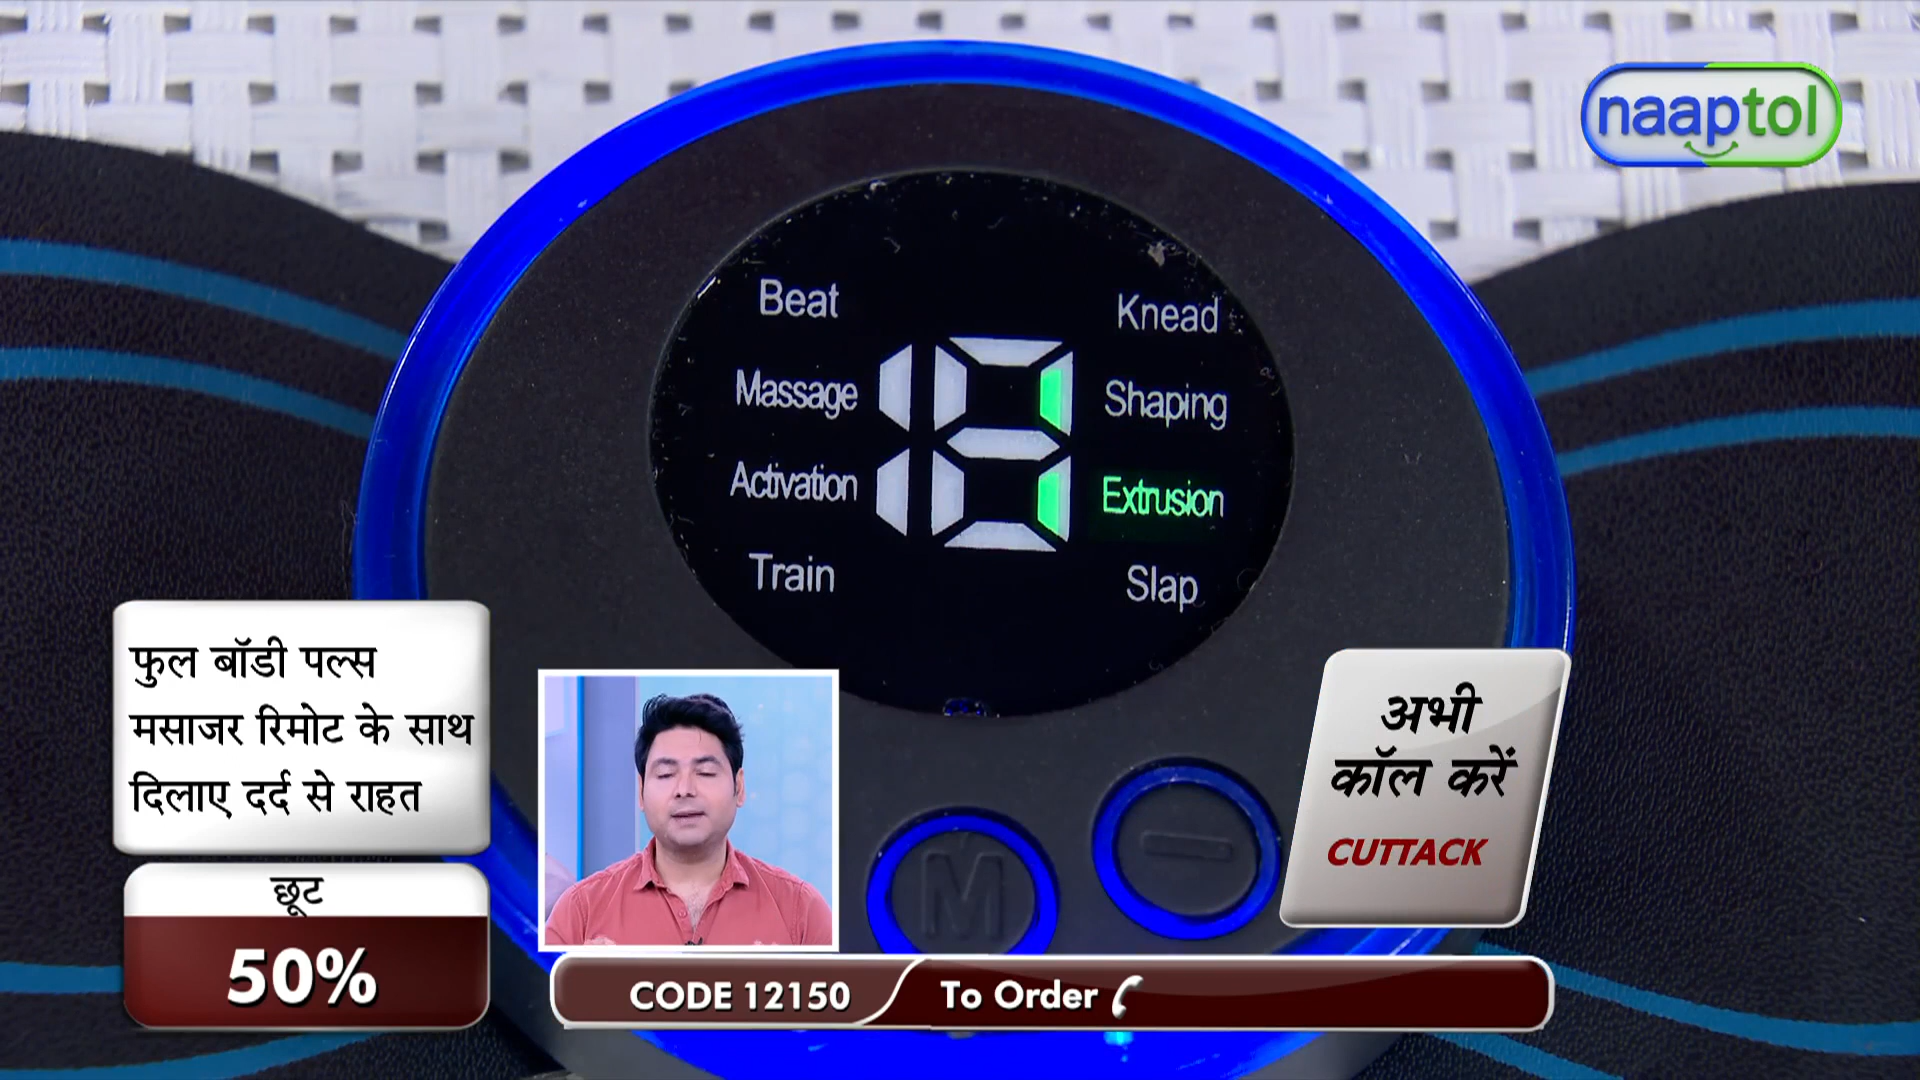 naaptol
Beat
Knead
Massage
Shaping
Activation
Extrusion
Train
Slap
फुल बॉडी पल्स
मसाजर रिमोट के साथ
दिलाए दर्द से राहत
छूट
50%
अभी
कॉल करें
CUTTACK
M
CODE 12150
To Order